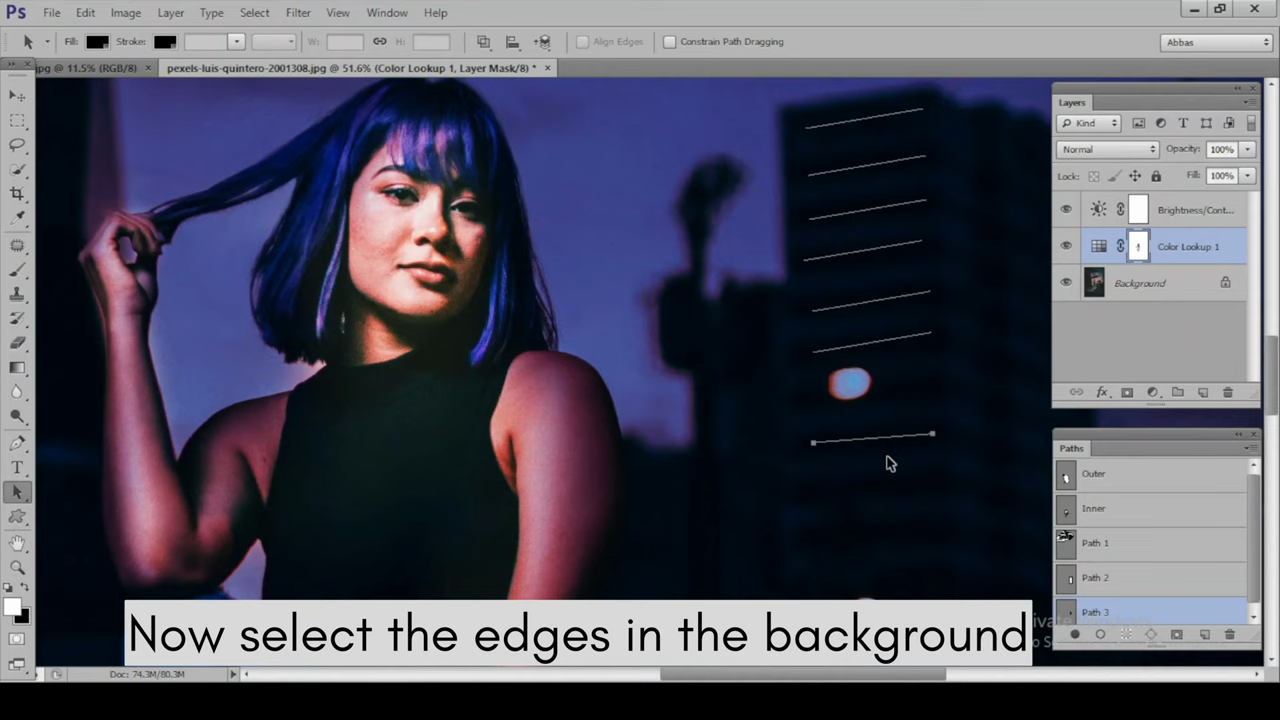 Ps File Edit Image Layer Type Select Filter View Window Help
Fill: Stroke: W: H: Align Edges Constrain Path Dragging Abbas
jpg @ 11.5% (RGB/8) × pexels-luis-quintero-2001308.jpg @ 51.6% (Color Lookup 1, Layer Mask/8) * ×
Layers
Kind
Normal Opacity: 100%
Lock: Fill: 100%
Brightness/Cont...
Color Lookup 1
Background
Paths
Outer
Inner
Path 1
Path 2
Path 3
Now select the edges in the background
Doc: 74.3M/80.3M